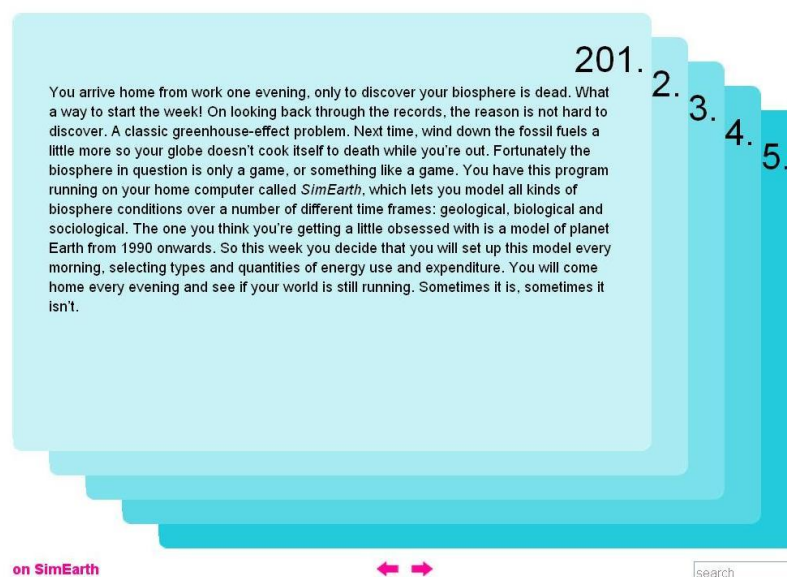 201.
2.
3.
4.
5.
You arrive home from work one evening, only to discover your biosphere is dead. What
a way to start the week! On looking back through the records, the reason is not hard to
discover. A classic greenhouse-effect problem. Next time, wind down the fossil fuels a
little more so your globe doesn't cook itself to death while you're out. Fortunately the
biosphere in question is only a game, or something like a game. You have this program
running on your home computer called SimEarth, which lets you model all kinds of
biosphere conditions over a number of different time frames: geological, biological and
sociological. The one you think you're getting a little obsessed with is a model of planet
Earth from 1990 onwards. So this week you decide that you will set up this model every
morning, selecting types and quantities of energy use and expenditure. You will come
home every evening and see if your world is still running. Sometimes it is, sometimes it
isn't.
on SimEarth
search